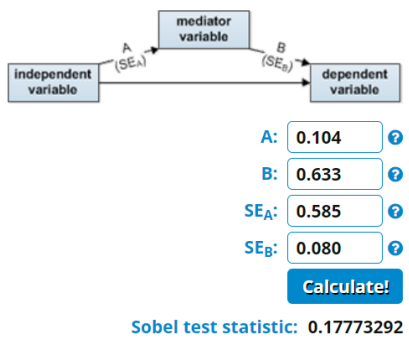 mediator
variable
A
(SEA)
B
(SEB)
independent
variable
dependent
variable
A: 0.104 ?
B: 0.633 ?
SEA: 0.585 ?
SEB: 0.080 ?
Calculate!
Sobel test statistic: 0.17773292